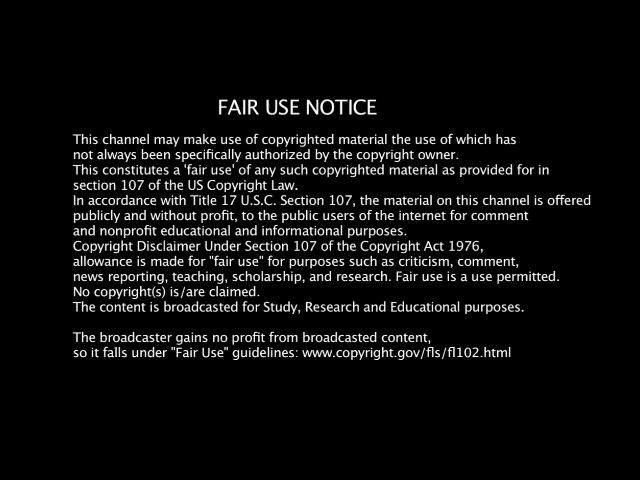 FAIR USE NOTICE
This channel may make use of copyrighted material the use of which has
not always been specifically authorized by the copyright owner.
This constitutes a 'fair use' of any such copyrighted material as provided for in
section 107 of the US Copyright Law.
In accordance with Title 17 U.S.C. Section 107, the material on this channel is offered
publicly and without profit, to the public users of the internet for comment
and nonprofit educational and informational purposes.
Copyright Disclaimer Under Section 107 of the Copyright Act 1976,
allowance is made for "fair use" for purposes such as criticism, comment,
news reporting, teaching, scholarship, and research. Fair use is a use permitted.
No copyright(s) is/are claimed.
The content is broadcasted for Study, Research and Educational purposes.
The broadcaster gains no profit from broadcasted content,
so it falls under "Fair Use" guidelines: www.copyright.gov/fls/fl102.html